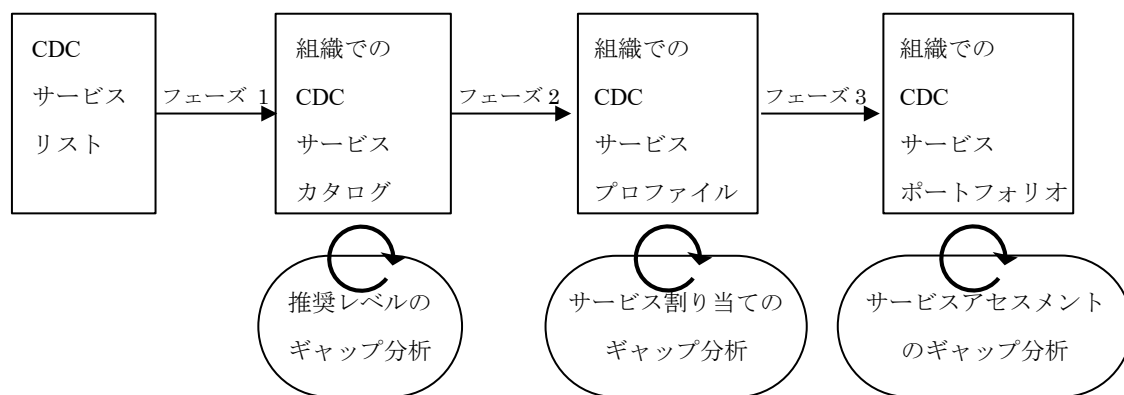 CDC
サービス
リスト
フェーズ 1
組織での
CDC
サービス
カタログ
フェーズ 2
組織での
CDC
サービス
プロファイル
フェーズ 3
組織での
CDC
サービス
ポートフォリオ
推奨レベルの
ギャップ分析
サービス割り当ての
ギャップ分析
サービスアセスメント
のギャップ分析